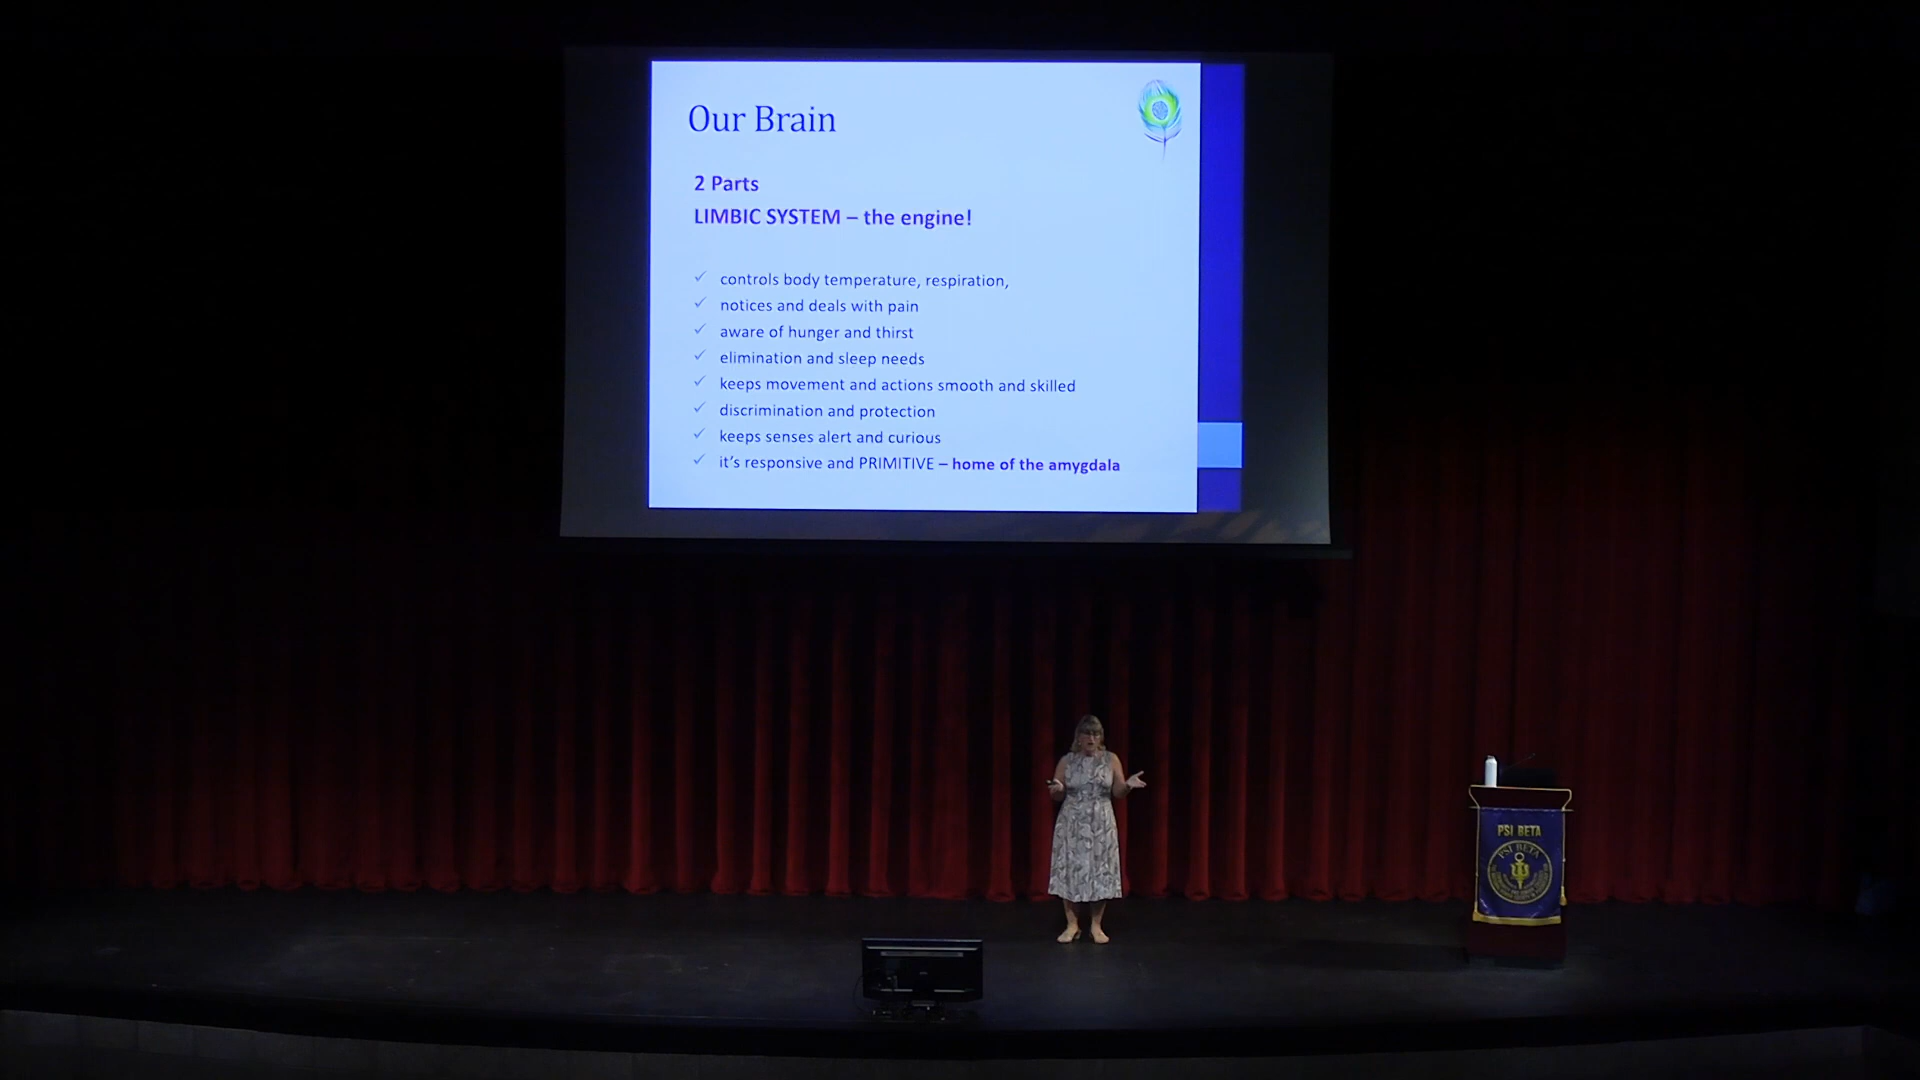 Our Brain
2 Parts
LIMBIC SYSTEM – the engine!
✓ controls body temperature, respiration,
✓ notices and deals with pain
✓ aware of hunger and thirst
✓ elimination and sleep needs
✓ keeps movement and actions smooth and skilled
✓ discrimination and protection
✓ keeps senses alert and curious
✓ it's responsive and PRIMITIVE – home of the amygdala
PSI BETA
PSI BETA